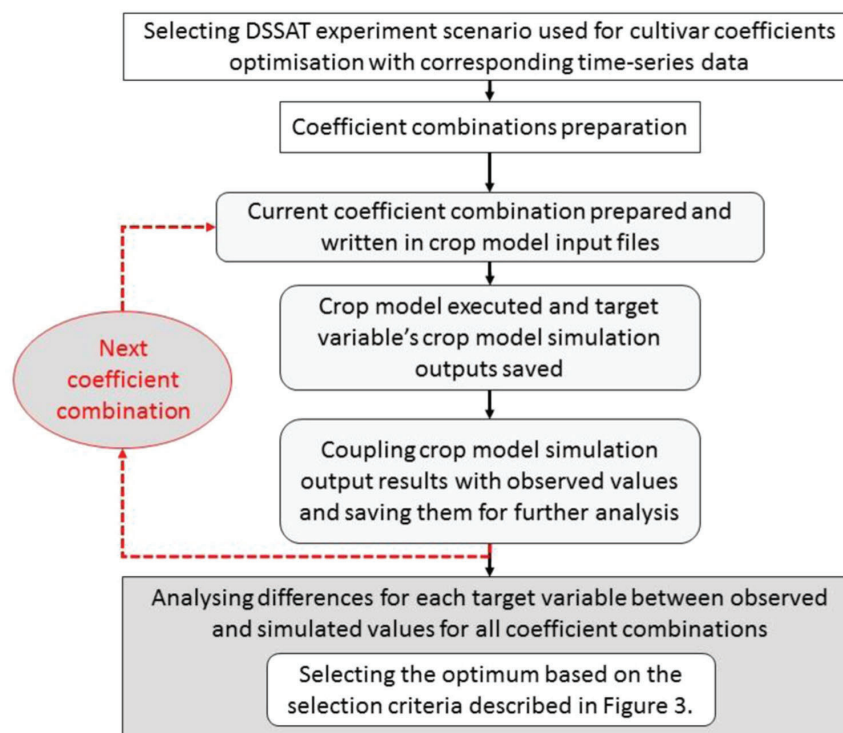 Selecting DSSAT experiment scenario used for cultivar coefficients
optimisation with corresponding time-series data
Coefficient combinations preparation
Current coefficient combination prepared and
written in crop model input files
Crop model executed and target
variable's crop model simulation
outputs saved
Next
coefficient
combination
Coupling crop model simulation
output results with observed values
and saving them for further analysis
Analysing differences for each target variable between observed
and simulated values for all coefficient combinations
Selecting the optimum based on the
selection criteria described in Figure 3.